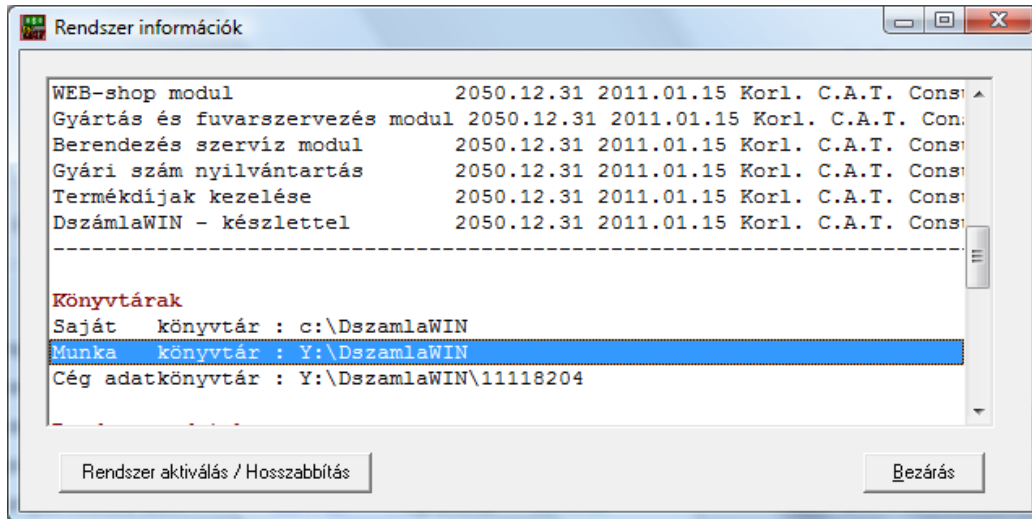 Rendszer információk
WEB-shop modul 2050.12.31 2011.01.15 Korl. C.A.T.
Gyártás és fuvarszervezés modul 2050.12.31 2011.01.15 Korl. C.A.T.
Berendezés szervíz modul 2050.12.31 2011.01.15 Korl. C.A.T.
Gyári szám nyilvántartás 2050.12.31 2011.01.15 Korl. C.A.T.
Termékdíjak kezelése 2050.12.31 2011.01.15 Korl. C.A.T.
DszámlaWIN - készlettel 2050.12.31 2011.01.15 Korl. C.A.T.
--------------------------------------------------------------------
Könyvtárak
Saját könyvtár : c:\DszamlaWIN
Munka könyvtár : Y:\DszamlaWIN
Cég adatkönyvtár : Y:\DszamlaWIN\11118204
Rendszer aktiválás / Hosszabbítás
Bezárás